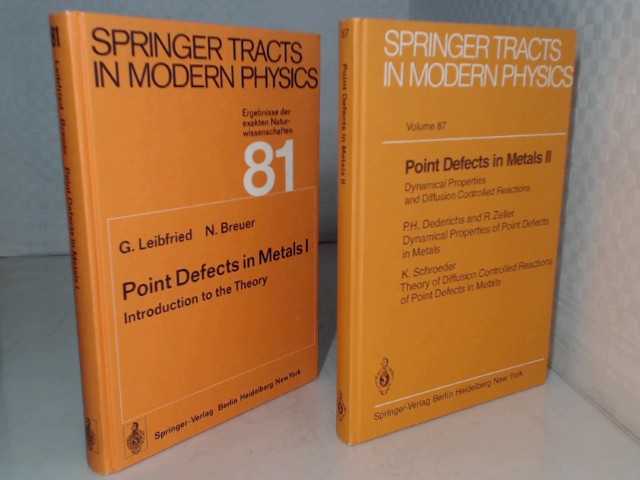 81
Leibfried · Breuer Point Defects in Metals I
SPRINGER TRACTS
IN MODERN PHYSICS
Ergebnisse der
exakten Natur-
wissenschaften
81
G. Leibfried N. Breuer
Point Defects in Metals I
Introduction to the Theory
Springer-Verlag Berlin Heidelberg New York
87
Point Defects in Metals II
SPRINGER TRACTS
IN MODERN PHYSICS
Volume 87
Point Defects in Metals II
Dynamical Properties
and Diffusion Controlled Reactions
P.H. Dederichs and R. Zeller
Dynamical Properties of Point Defects
in Metals
K. Schroeder
Theory of Diffusion Controlled Reactions
of Point Defects in Metals
Springer-Verlag Berlin Heidelberg New York